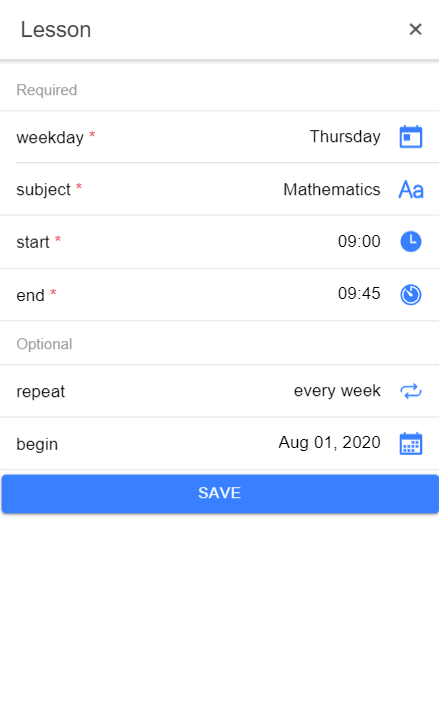 Lesson ×
Required
weekday * Thursday
subject * Mathematics Aa
start * 09:00
end * 09:45
Optional
repeat every week
begin Aug 01, 2020
SAVE